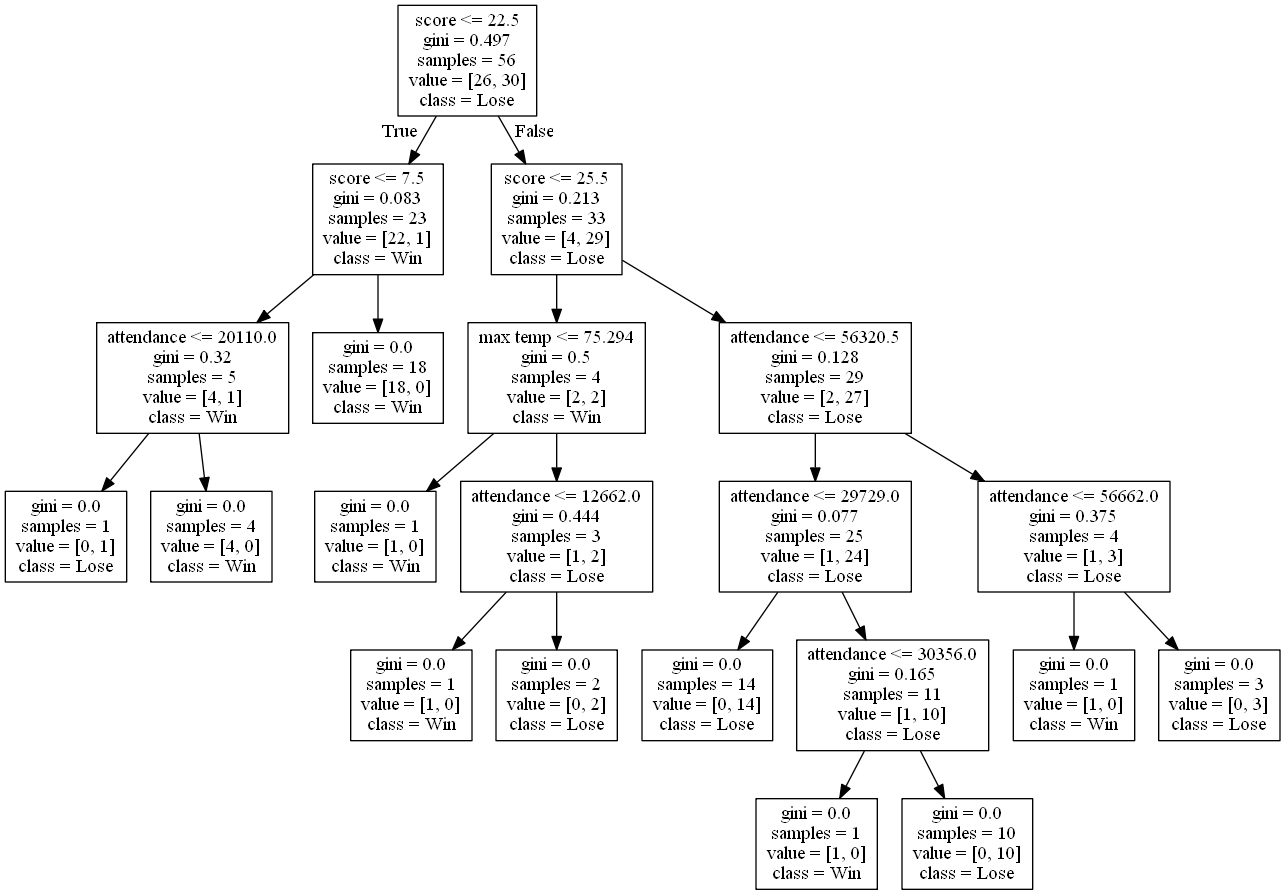 score <= 22.5
gini = 0.497
samples = 56
value = [26, 30]
class = Lose
True
False
score <= 7.5
gini = 0.083
samples = 23
value = [22, 1]
class = Win
score <= 25.5
gini = 0.213
samples = 33
value = [4, 29]
class = Lose
attendance <= 20110.0
gini = 0.32
samples = 5
value = [4, 1]
class = Win
gini = 0.0
samples = 18
value = [18, 0]
class = Win
max temp <= 75.294
gini = 0.5
samples = 4
value = [2, 2]
class = Win
attendance <= 56320.5
gini = 0.128
samples = 29
value = [2, 27]
class = Lose
gini = 0.0
samples = 1
value = [0, 1]
class = Lose
gini = 0.0
samples = 4
value = [4, 0]
class = Win
gini = 0.0
samples = 1
value = [1, 0]
class = Win
attendance <= 12662.0
gini = 0.444
samples = 3
value = [1, 2]
class = Lose
attendance <= 29729.0
gini = 0.077
samples = 25
value = [1, 24]
class = Lose
attendance <= 56662.0
gini = 0.375
samples = 4
value = [1, 3]
class = Lose
gini = 0.0
samples = 1
value = [1, 0]
class = Win
gini = 0.0
samples = 2
value = [0, 2]
class = Lose
gini = 0.0
samples = 14
value = [0, 14]
class = Lose
attendance <= 30356.0
gini = 0.165
samples = 11
value = [1, 10]
class = Lose
gini = 0.0
samples = 1
value = [1, 0]
class = Win
gini = 0.0
samples = 3
value = [0, 3]
class = Lose
gini = 0.0
samples = 1
value = [1, 0]
class = Win
gini = 0.0
samples = 10
value = [0, 10]
class = Lose